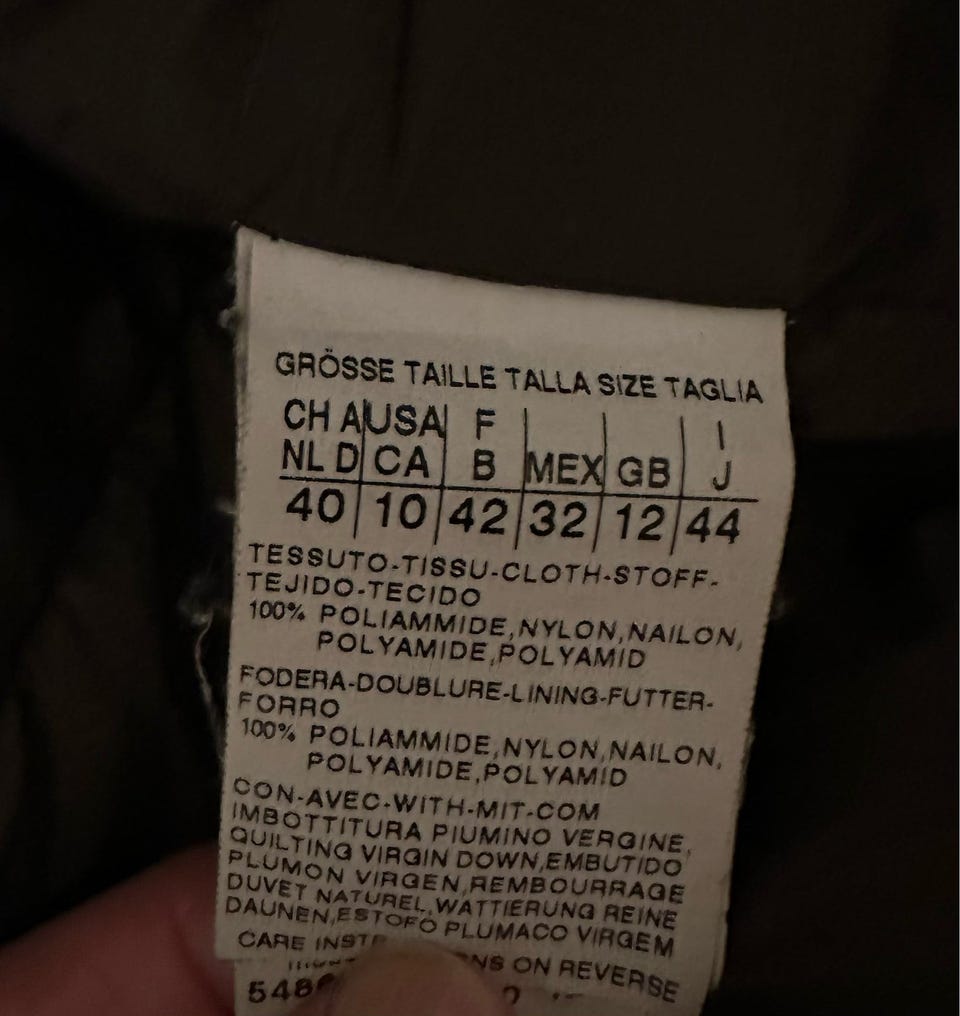 GRÖSSE TAILLE TALLA SIZE TAGLIA
CH A USA F I
NL D CA B MEX GB J
40 10 42 32 12 44
TESSUTO-TISSU-CLOTH-STOFF-
TEJIDO-TECIDO
100% POLIAMMIDE,NYLON,NAILON,
POLYAMIDE,POLYAMID
FODERA-DOUBLURE-LINING-FUTTER-
FORRO
100% POLIAMMIDE,NYLON,NAILON,
POLYAMIDE,POLYAMID
CON-AVEC-WITH-MIT-COM
IMBOTTITURA PIUMINO VERGINE,
QUILTING VIRGIN DOWN,EMBUTIDO
PLUMON VIRGEN,REMBOURRAGE
DUVET NATUREL,WATTIERUNG REINE
DAUNEN,ESTOFO PLUMACO VIRGEM
CARE ON REVERSE